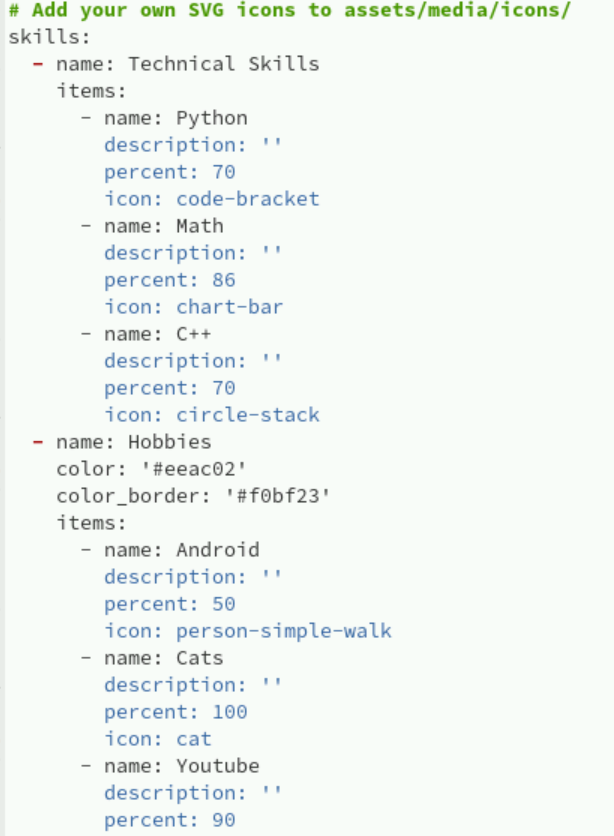 # Add your own SVG icons to assets/media/icons/
skills:
  - name: Technical Skills
    items:
      - name: Python
        description: ''
        percent: 70
        icon: code-bracket
      - name: Math
        description: ''
        percent: 86
        icon: chart-bar
      - name: C++
        description: ''
        percent: 70
        icon: circle-stack
  - name: Hobbies
    color: '#eeac02'
    color_border: '#f0bf23'
    items:
      - name: Android
        description: ''
        percent: 50
        icon: person-simple-walk
      - name: Cats
        description: ''
        percent: 100
        icon: cat
      - name: Youtube
        description: ''
        percent: 90